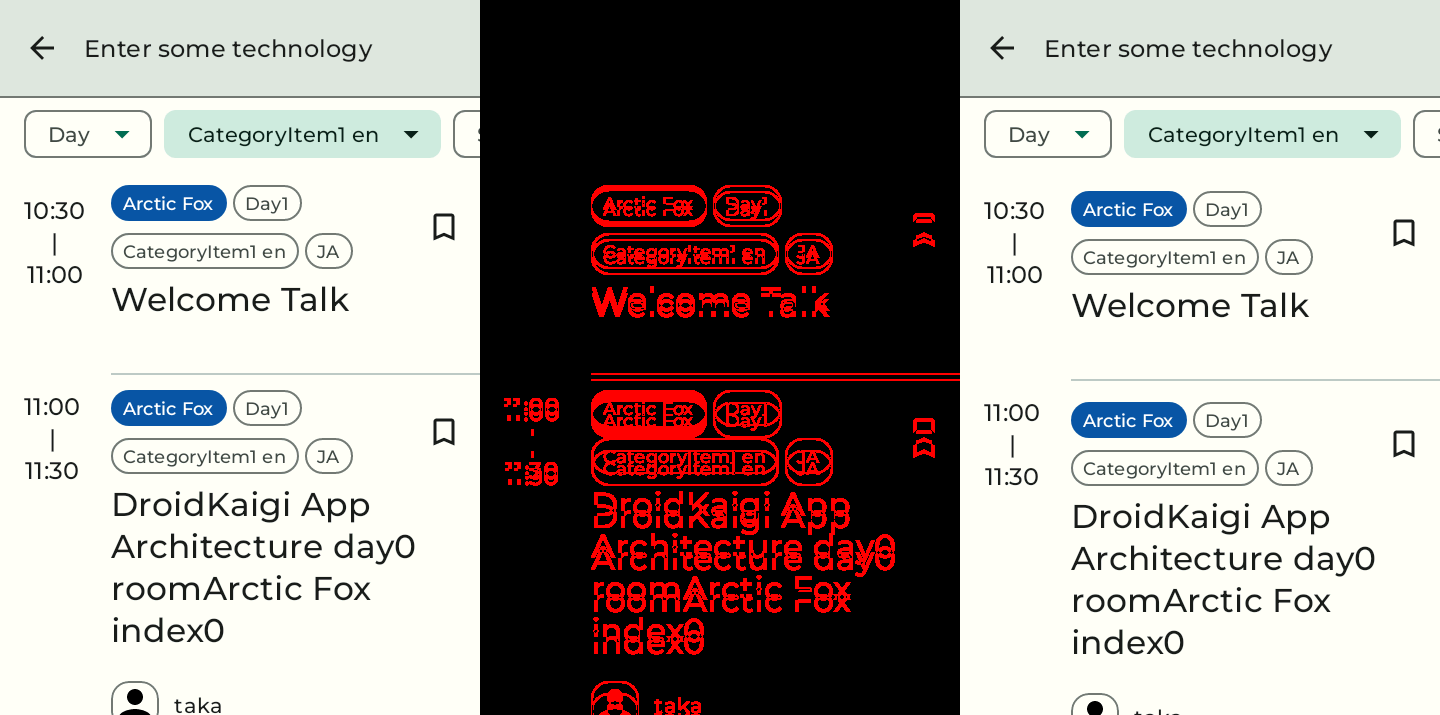 Enter some technology
Day CategoryItem1 en
10:30
|
11:00
Arctic Fox Day1
CategoryItem1 en JA
Welcome Talk
11:00
|
11:30
Arctic Fox Day1
CategoryItem1 en JA
DroidKaigi App
Architecture day0
roomArctic Fox
index0
taka
Arctic Fox Day1
CategoryItem1 en JA
Welcome Talk
11:00
11:30
Arctic Fox Day1
CategoryItem1 en JA
DroidKaigi App
Architecture day0
roomArctic Fox
index0
taka
Enter some technology
Day CategoryItem1 en
10:30
|
11:00
Arctic Fox Day1
CategoryItem1 en JA
Welcome Talk
11:00
|
11:30
Arctic Fox Day1
CategoryItem1 en JA
DroidKaigi App
Architecture day0
roomArctic Fox
index0
taka